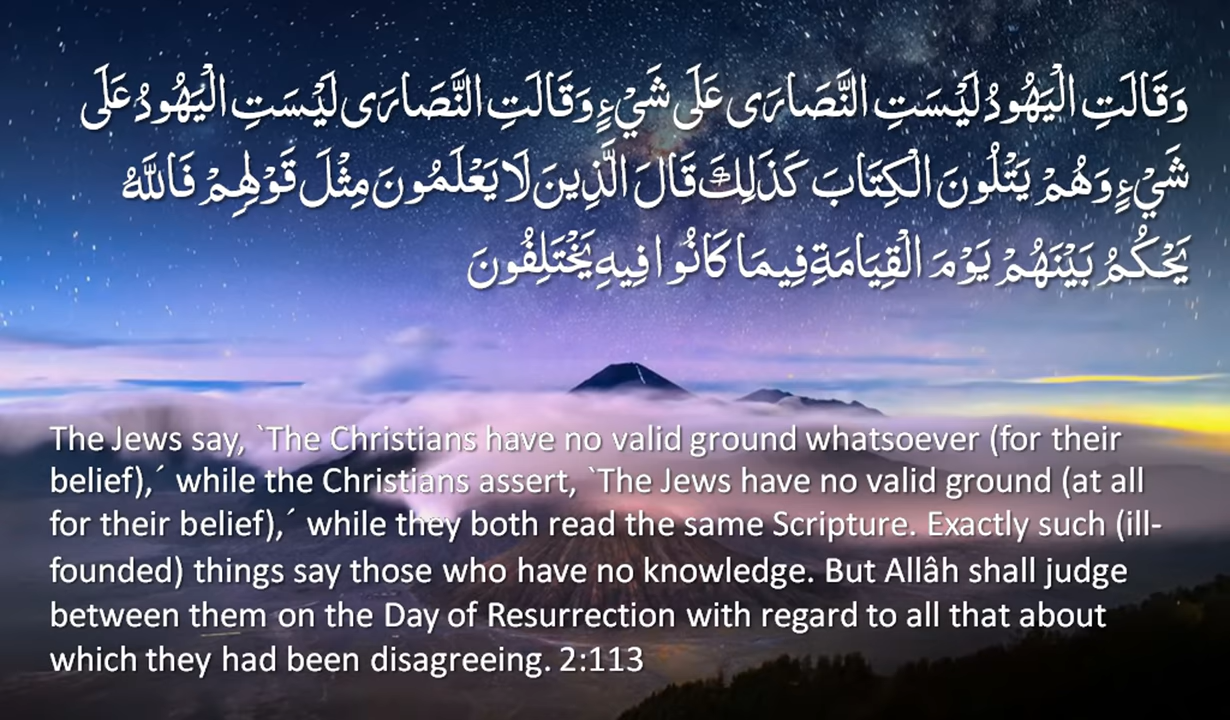 وَقَالَتِ الْيَهُودُ لَيْسَتِ النَّصَارَى عَلَى شَيْءٍ وَقَالَتِ النَّصَارَى لَيْسَتِ الْيَهُودُ عَلَى
شَيْءٍ وَهُمْ يَتْلُونَ الْكِتَابَ كَذَلِكَ قَالَ الَّذِينَ لَا يَعْلَمُونَ مِثْلَ قَوْلِهِمْ فَاللَّهُ
يَحْكُمُ بَيْنَهُمْ يَوْمَ الْقِيَامَةِ فِيمَا كَانُوا فِيهِ يَخْتَلِفُونَ
The Jews say, `The Christians have no valid ground whatsoever (for their
belief),´ while the Christians assert, `The Jews have no valid ground (at all
for their belief),´ while they both read the same Scripture. Exactly such (ill-
founded) things say those who have no knowledge. But Allâh shall judge
between them on the Day of Resurrection with regard to all that about
which they had been disagreeing. 2:113